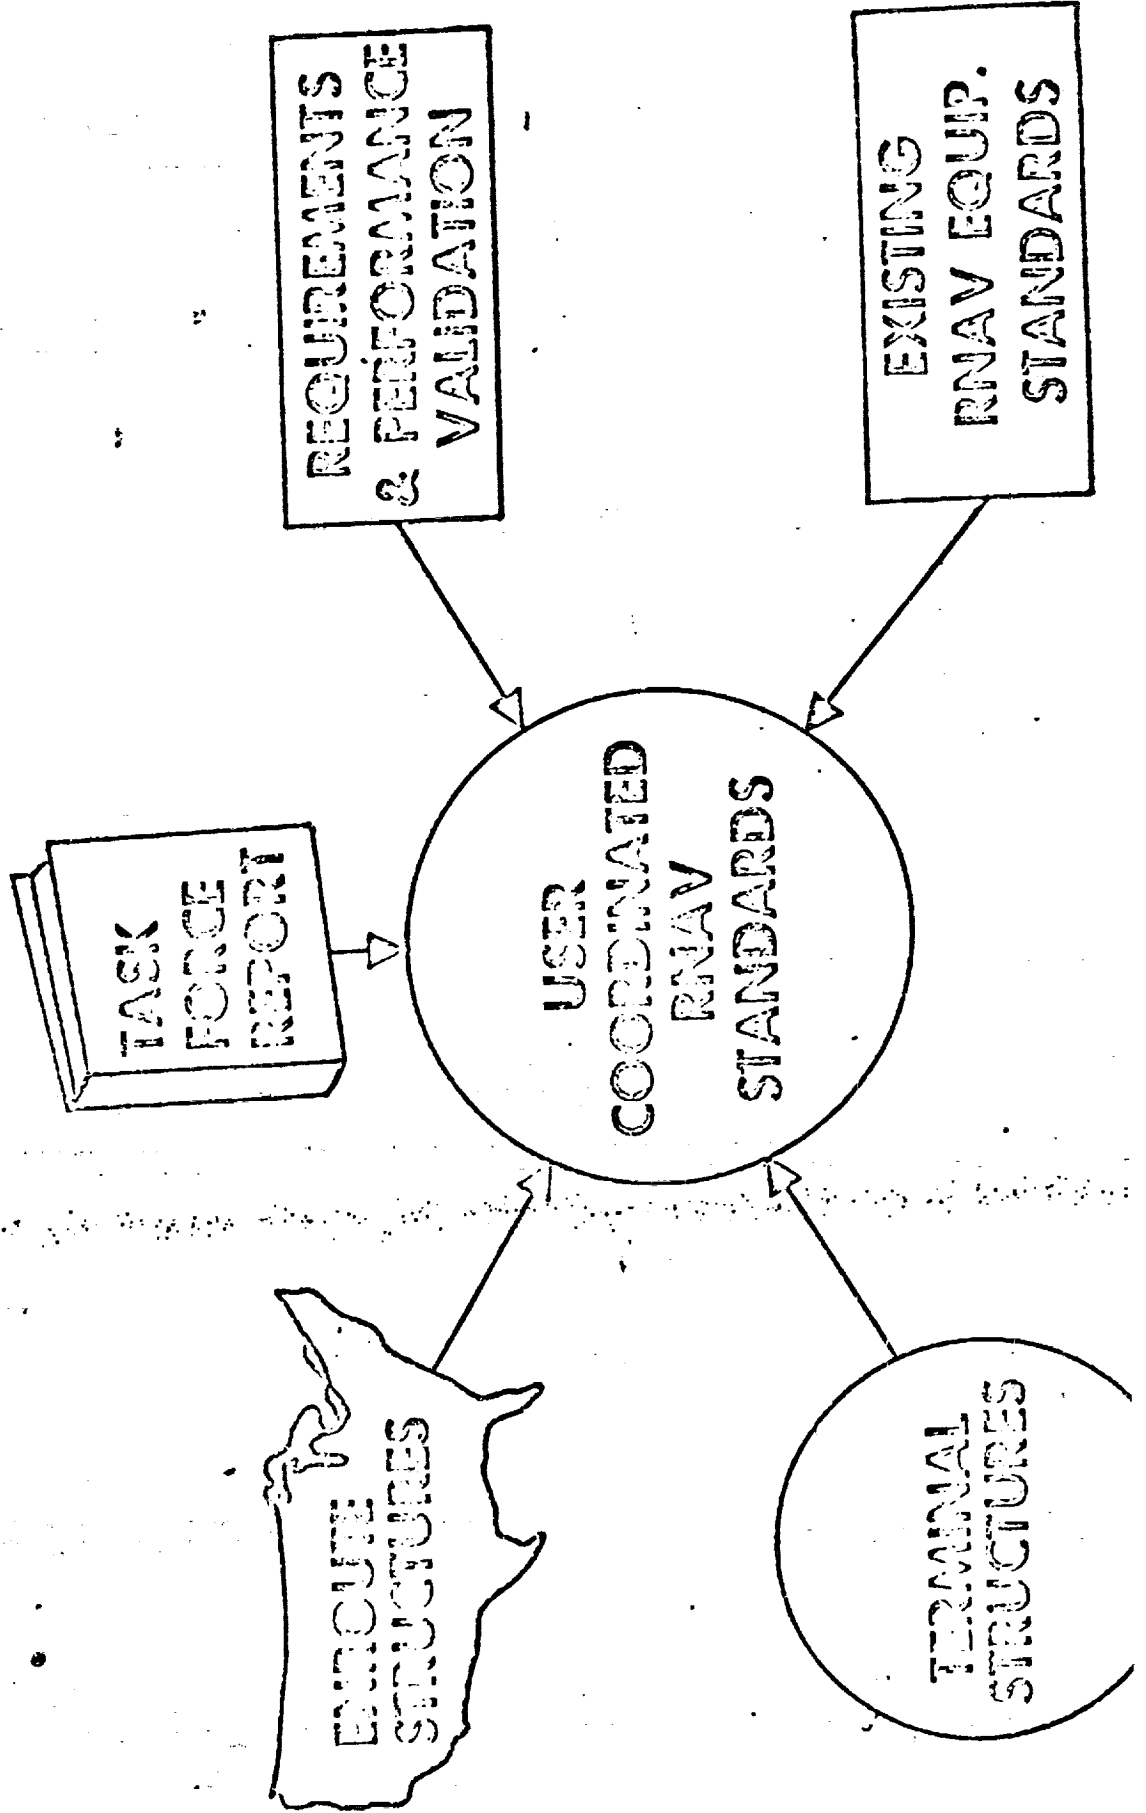 TASK
FORCE
REPORT
ENROUTE
STRUCTURES
REQUIREMENTS
& PERFORMANCE
VALIDATION
USER
COORDINATED
RNAV
STANDARDS
TERMINAL
STRUCTURES
EXISTING
RNAV EQUIP.
STANDARDS